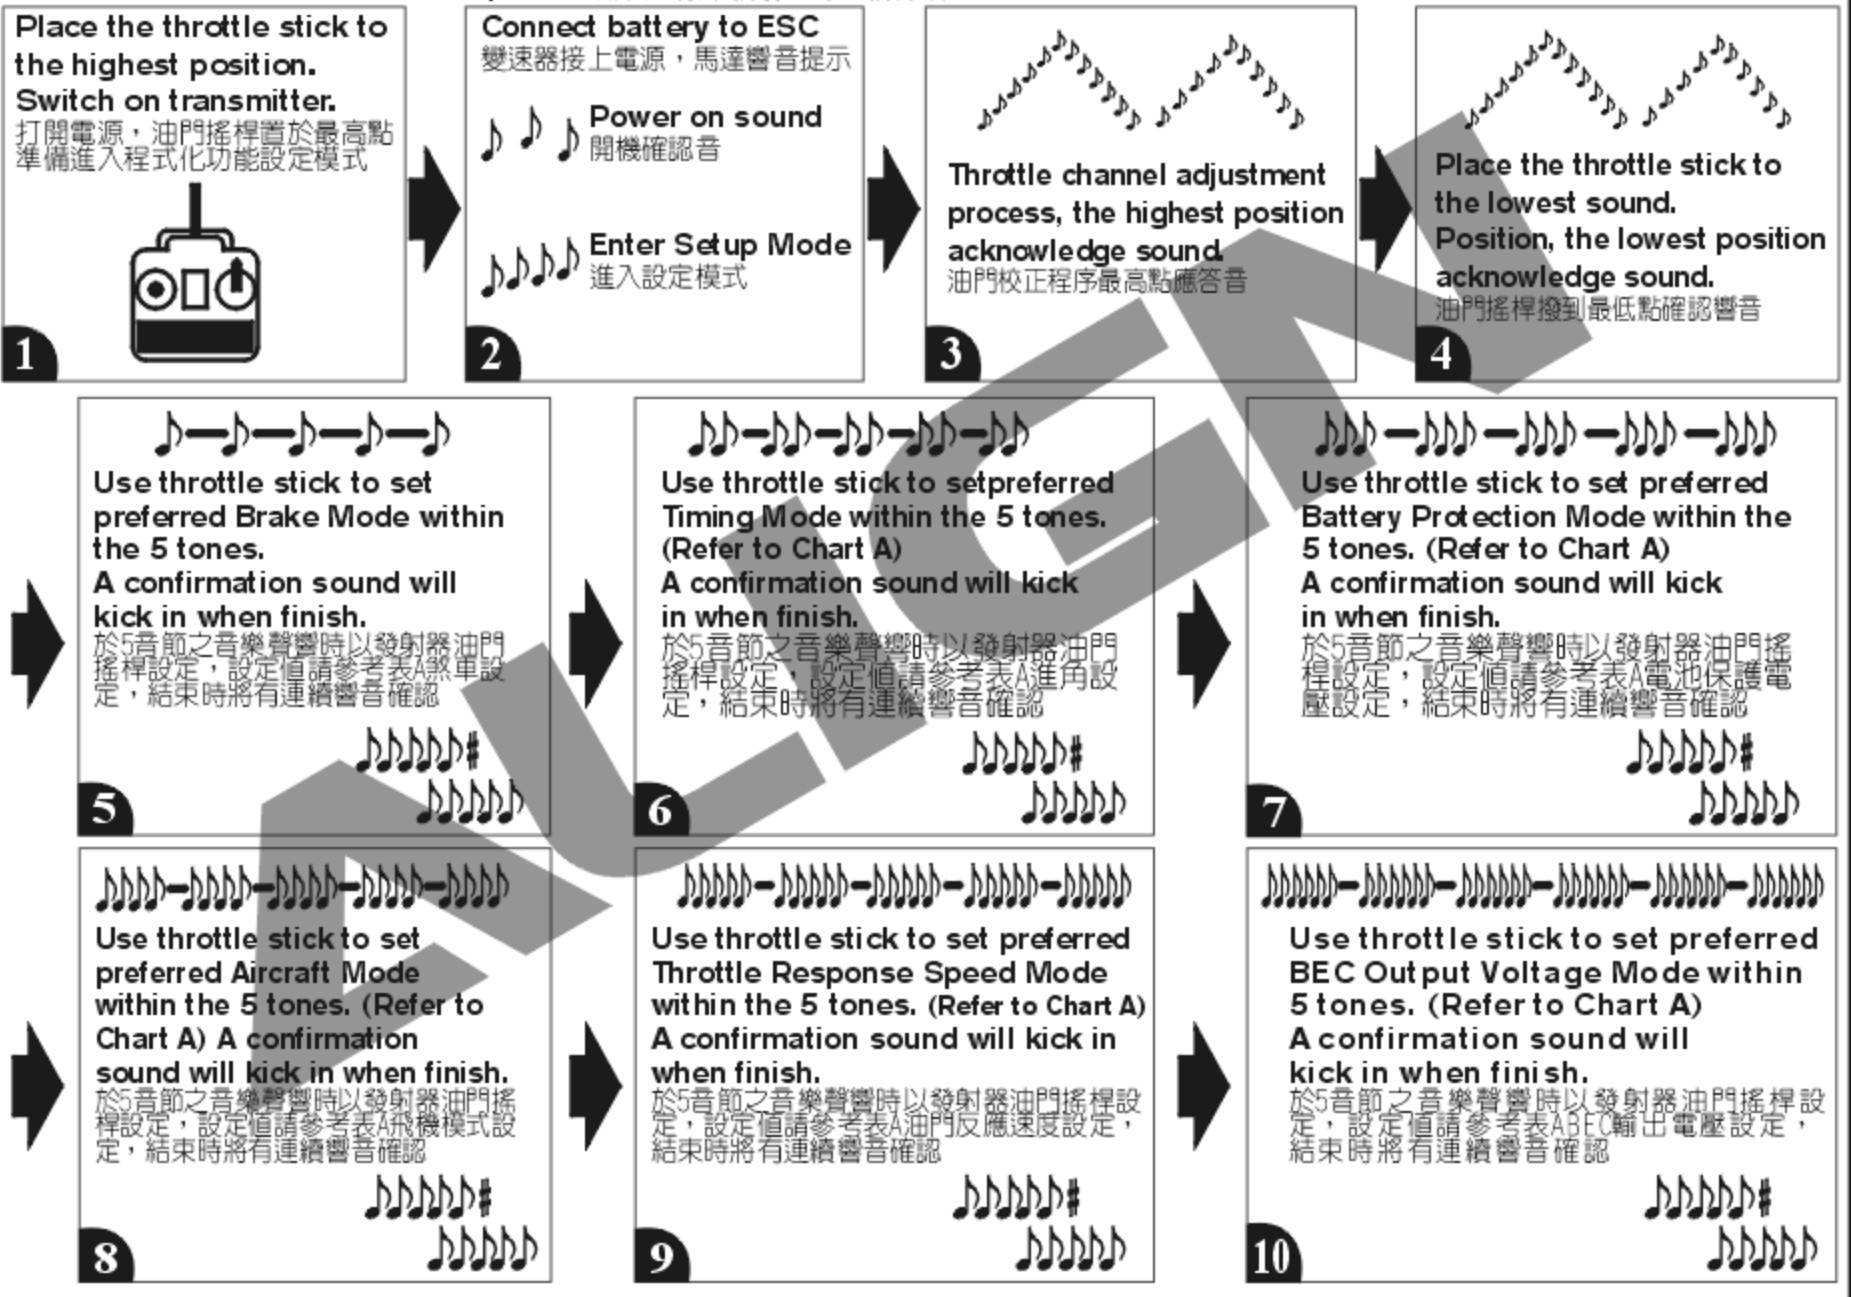 Place the throttle stick to
the highest position.
Switch on transmitter.
打開電源，油門搖桿置於最高點
準備進入程式化功能設定模式
1
Connect battery to ESC
變速器接上電源，馬達響音提示
Power on sound
開機確認音
Enter Setup Mode
進入設定模式
2
Throttle channel adjustment
process, the highest position
acknowledge sound.
油門校正程序最高點應答音
3
Place the throttle stick to
the lowest sound.
Position, the lowest position
acknowledge sound.
油門搖桿撥到最低點確認響音
4
Use throttle stick to set
preferred Brake Mode within
the 5 tones.
A confirmation sound will
kick in when finish.
於5音節之音樂聲響時以發射器油門
搖桿設定，設定值請參考表A煞車設
定，結束時將有連續響音確認
5
Use throttle stick to setpreferred
Timing Mode within the 5 tones.
(Refer to Chart A)
A confirmation sound will kick
in when finish.
於5音節之音樂聲響時以發射器油門
搖桿設定，設定值請參考表A進角設
定，結束時將有連續響音確認
6
Use throttle stick to set preferred
Battery Protection Mode within the
5 tones. (Refer to Chart A)
A confirmation sound will kick
in when finish.
於5音節之音樂聲響時以發射器油門搖
桿設定，設定值請參考表A電池保護電
壓設定，結束時將有連續響音確認
7
Use throttle stick to set
preferred Aircraft Mode
within the 5 tones. (Refer to
Chart A) A confirmation
sound will kick in when finish.
於5音節之音樂聲響時以發射器油門搖
桿設定，設定值請參考表A飛機模式設
定，結束時將有連續響音確認
8
Use throttle stick to set preferred
Throttle Response Speed Mode
within the 5 tones. (Refer to Chart A)
A confirmation sound will kick in
when finish.
於5音節之音樂聲響時以發射器油門搖桿設
定，設定值請參考表A油門反應速度設定，
結束時將有連續響音確認
9
Use throttle stick to set preferred
BEC Output Voltage Mode within
5 tones. (Refer to Chart A)
A confirmation sound will
kick in when finish.
於5音節之音樂聲響時以發射器油門搖桿設
定，設定值請參考表ABEC輸出電壓設定，
結束時將有連續響音確認
10
ALIGN